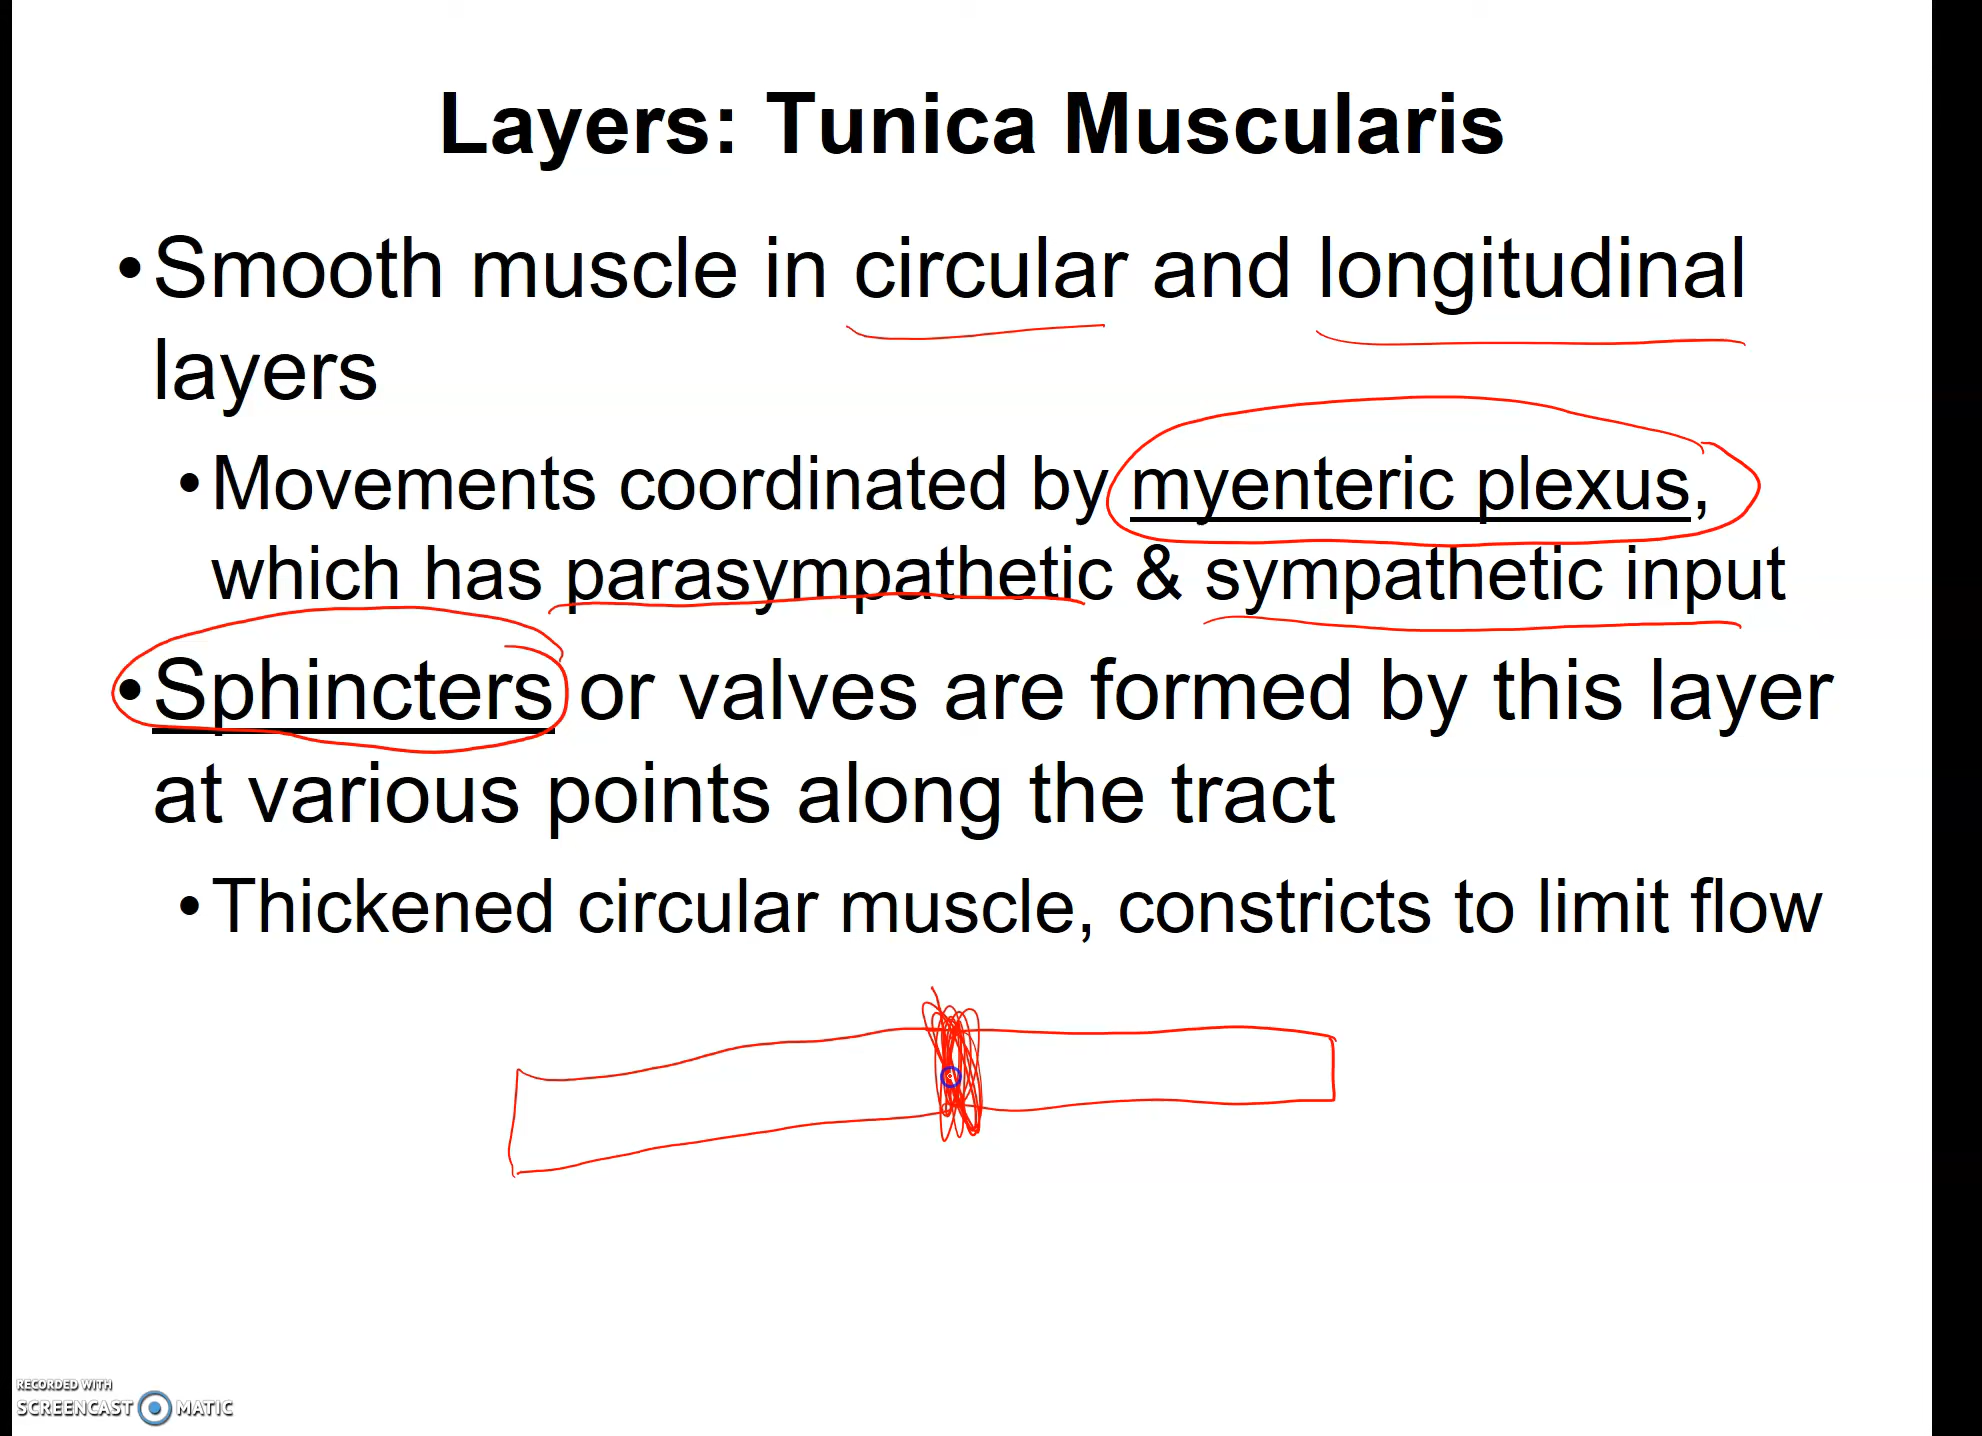 Layers: Tunica Muscularis
•Smooth muscle in circular and longitudinal
layers
•Movements coordinated by myenteric plexus,
which has parasympathetic & sympathetic input
•Sphincters or valves are formed by this layer
at various points along the tract
•Thickened circular muscle, constricts to limit flow
RECORDED WITH
SCREENCAST MATIC